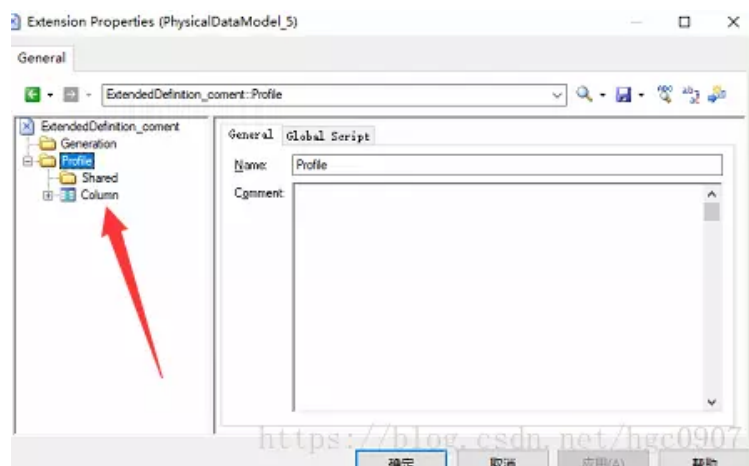 Extension Properties (PhysicalDataModel_5)
General
ExtendedDefinition_coment::Profile
ExtendedDefinition_coment
Generation
Profile
Shared
Column
General Global Script
Name: Profile
Comment:
https://blog.csdn.net/hgc0907
确定 取消 应用(A) 帮助